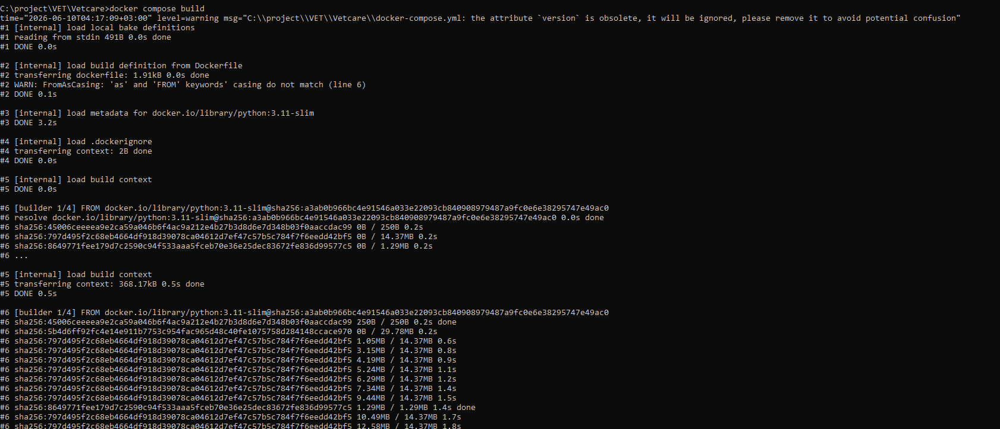 C:\project\VET\Vetcare>docker compose build
time="2026-06-10T04:17:09+03:00" level=warning msg="C:\\project\\VET\\Vetcare\\docker-compose.yml: the attribute `version` is obsolete, it will be ignored, please remove it to avoid potential confusion"
#1 [internal] load local bake definitions
#1 reading from stdin 491B 0.0s done
#1 DONE 0.0s
#2 [internal] load build definition from Dockerfile
#2 transferring dockerfile: 1.91kB 0.0s done
#2 WARN: FromAsCasing: 'as' and 'FROM' keywords' casing do not match (line 6)
#2 DONE 0.1s
#3 [internal] load metadata for docker.io/library/python:3.11-slim
#3 DONE 3.2s
#4 [internal] load .dockerignore
#4 transferring context: 2B done
#4 DONE 0.0s
#5 [internal] load build context
#5 DONE 0.0s
#6 [builder 1/4] FROM docker.io/library/python:3.11-slim@sha256:a3ab0b966bc4e91546a033e22093cb840908979487a9fc0e6e38295747e49ac0
#6 resolve docker.io/library/python:3.11-slim@sha256:a3ab0b966bc4e91546a033e22093cb840908979487a9fc0e6e38295747e49ac0 0.0s done
#6 sha256:45006ceeeea9e2ca59a046b6f4ac9a212e4b27b3d8d6e7d348b03f0aaccdac99 0B / 250B 0.2s
#6 sha256:797d495f2c68eb4664df918d39078ca04612d7ef47c57b5c784f7f6eedd42bf5 0B / 14.37MB 0.2s
#6 sha256:8649771fee179d7c2590c94f533aaa5fceb70e36e25dec83672fe836d99577c5 0B / 1.29MB 0.2s
#6 ...
#5 [internal] load build context
#5 transferring context: 368.17kB 0.5s done
#5 DONE 0.5s
#6 [builder 1/4] FROM docker.io/library/python:3.11-slim@sha256:a3ab0b966bc4e91546a033e22093cb840908979487a9fc0e6e38295747e49ac0
#6 sha256:45006ceeeea9e2ca59a046b6f4ac9a212e4b27b3d8d6e7d348b03f0aaccdac99 250B / 250B 0.2s done
#6 sha256:5b4d6ff92fc4e14e911b7753c954fac965d48c40fe1075758d284148ccace970 0B / 29.78MB 0.2s
#6 sha256:797d495f2c68eb4664df918d39078ca04612d7ef47c57b5c784f7f6eedd42bf5 1.05MB / 14.37MB 0.6s
#6 sha256:797d495f2c68eb4664df918d39078ca04612d7ef47c57b5c784f7f6eedd42bf5 3.15MB / 14.37MB 0.8s
#6 sha256:797d495f2c68eb4664df918d39078ca04612d7ef47c57b5c784f7f6eedd42bf5 4.19MB / 14.37MB 0.9s
#6 sha256:797d495f2c68eb4664df918d39078ca04612d7ef47c57b5c784f7f6eedd42bf5 5.24MB / 14.37MB 1.1s
#6 sha256:797d495f2c68eb4664df918d39078ca04612d7ef47c57b5c784f7f6eedd42bf5 6.29MB / 14.37MB 1.2s
#6 sha256:797d495f2c68eb4664df918d39078ca04612d7ef47c57b5c784f7f6eedd42bf5 7.34MB / 14.37MB 1.4s
#6 sha256:797d495f2c68eb4664df918d39078ca04612d7ef47c57b5c784f7f6eedd42bf5 9.44MB / 14.37MB 1.5s
#6 sha256:8649771fee179d7c2590c94f533aaa5fceb70e36e25dec83672fe836d99577c5 1.29MB / 1.29MB 1.4s done
#6 sha256:797d495f2c68eb4664df918d39078ca04612d7ef47c57b5c784f7f6eedd42bf5 10.49MB / 14.37MB 1.7s
#6 sha256:797d495f2c68eb4664df918d39078ca04612d7ef47c57b5c784f7f6eedd42bf5 12.58MB / 14.37MB 1.8s